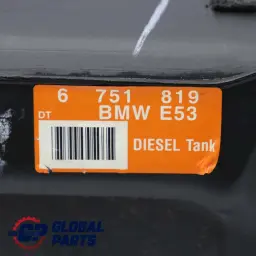 6 751 819
DT BMW E53
DIESEL Tank
GLOBAL
PARTS